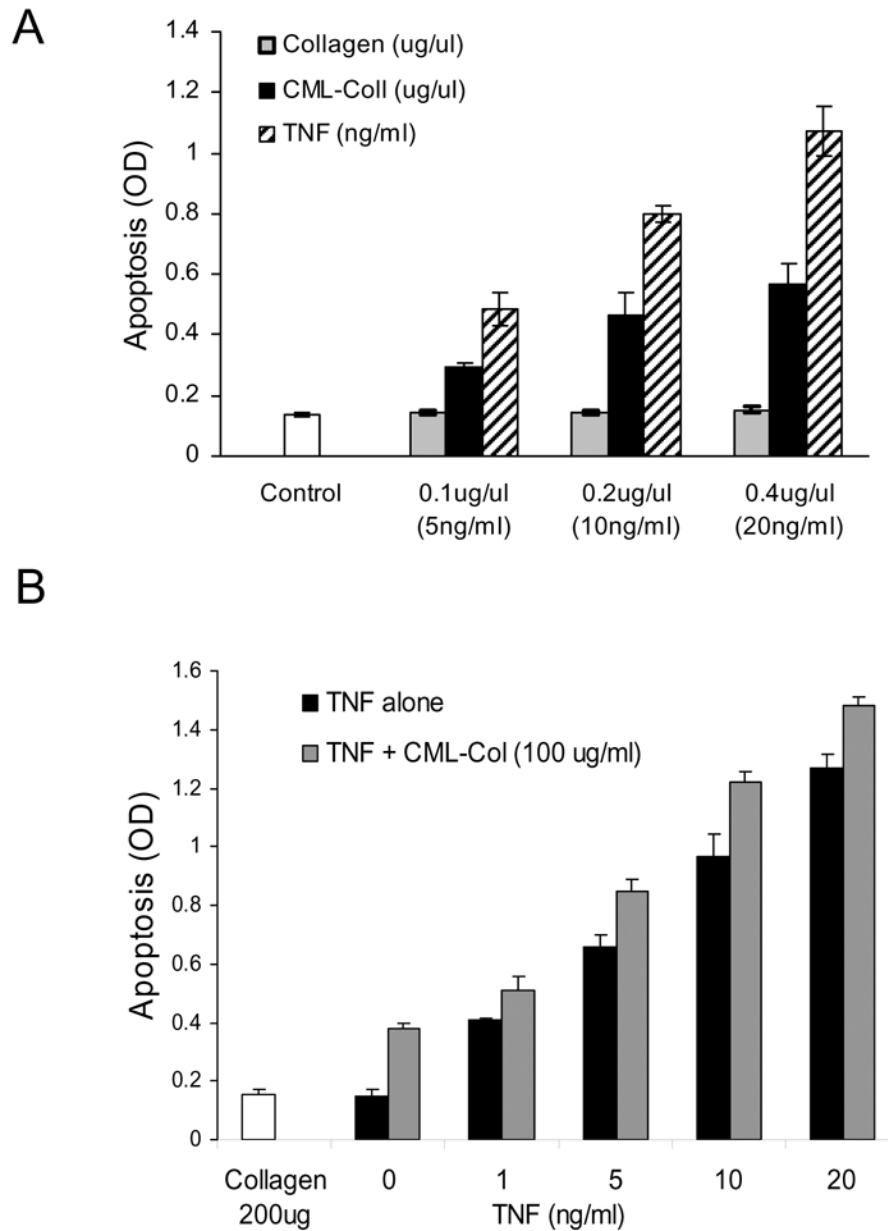 A
Apoptosis (OD)
1.4
1.2
1
0.8
0.6
0.4
0.2
0
Collagen (ug/ul)
CML-Coll (ug/ul)
TNF (ng/ml)
Control
0.1ug/ul
(5ng/ml)
0.2ug/ul
(10ng/ml)
0.4ug/ul
(20ng/ml)
B
Apoptosis (OD)
1.6
1.4
1.2
1
0.8
0.6
0.4
0.2
0
TNF alone
TNF + CML-Col (100 ug/ml)
Collagen
200ug
0
1
5
10
20
TNF (ng/ml)